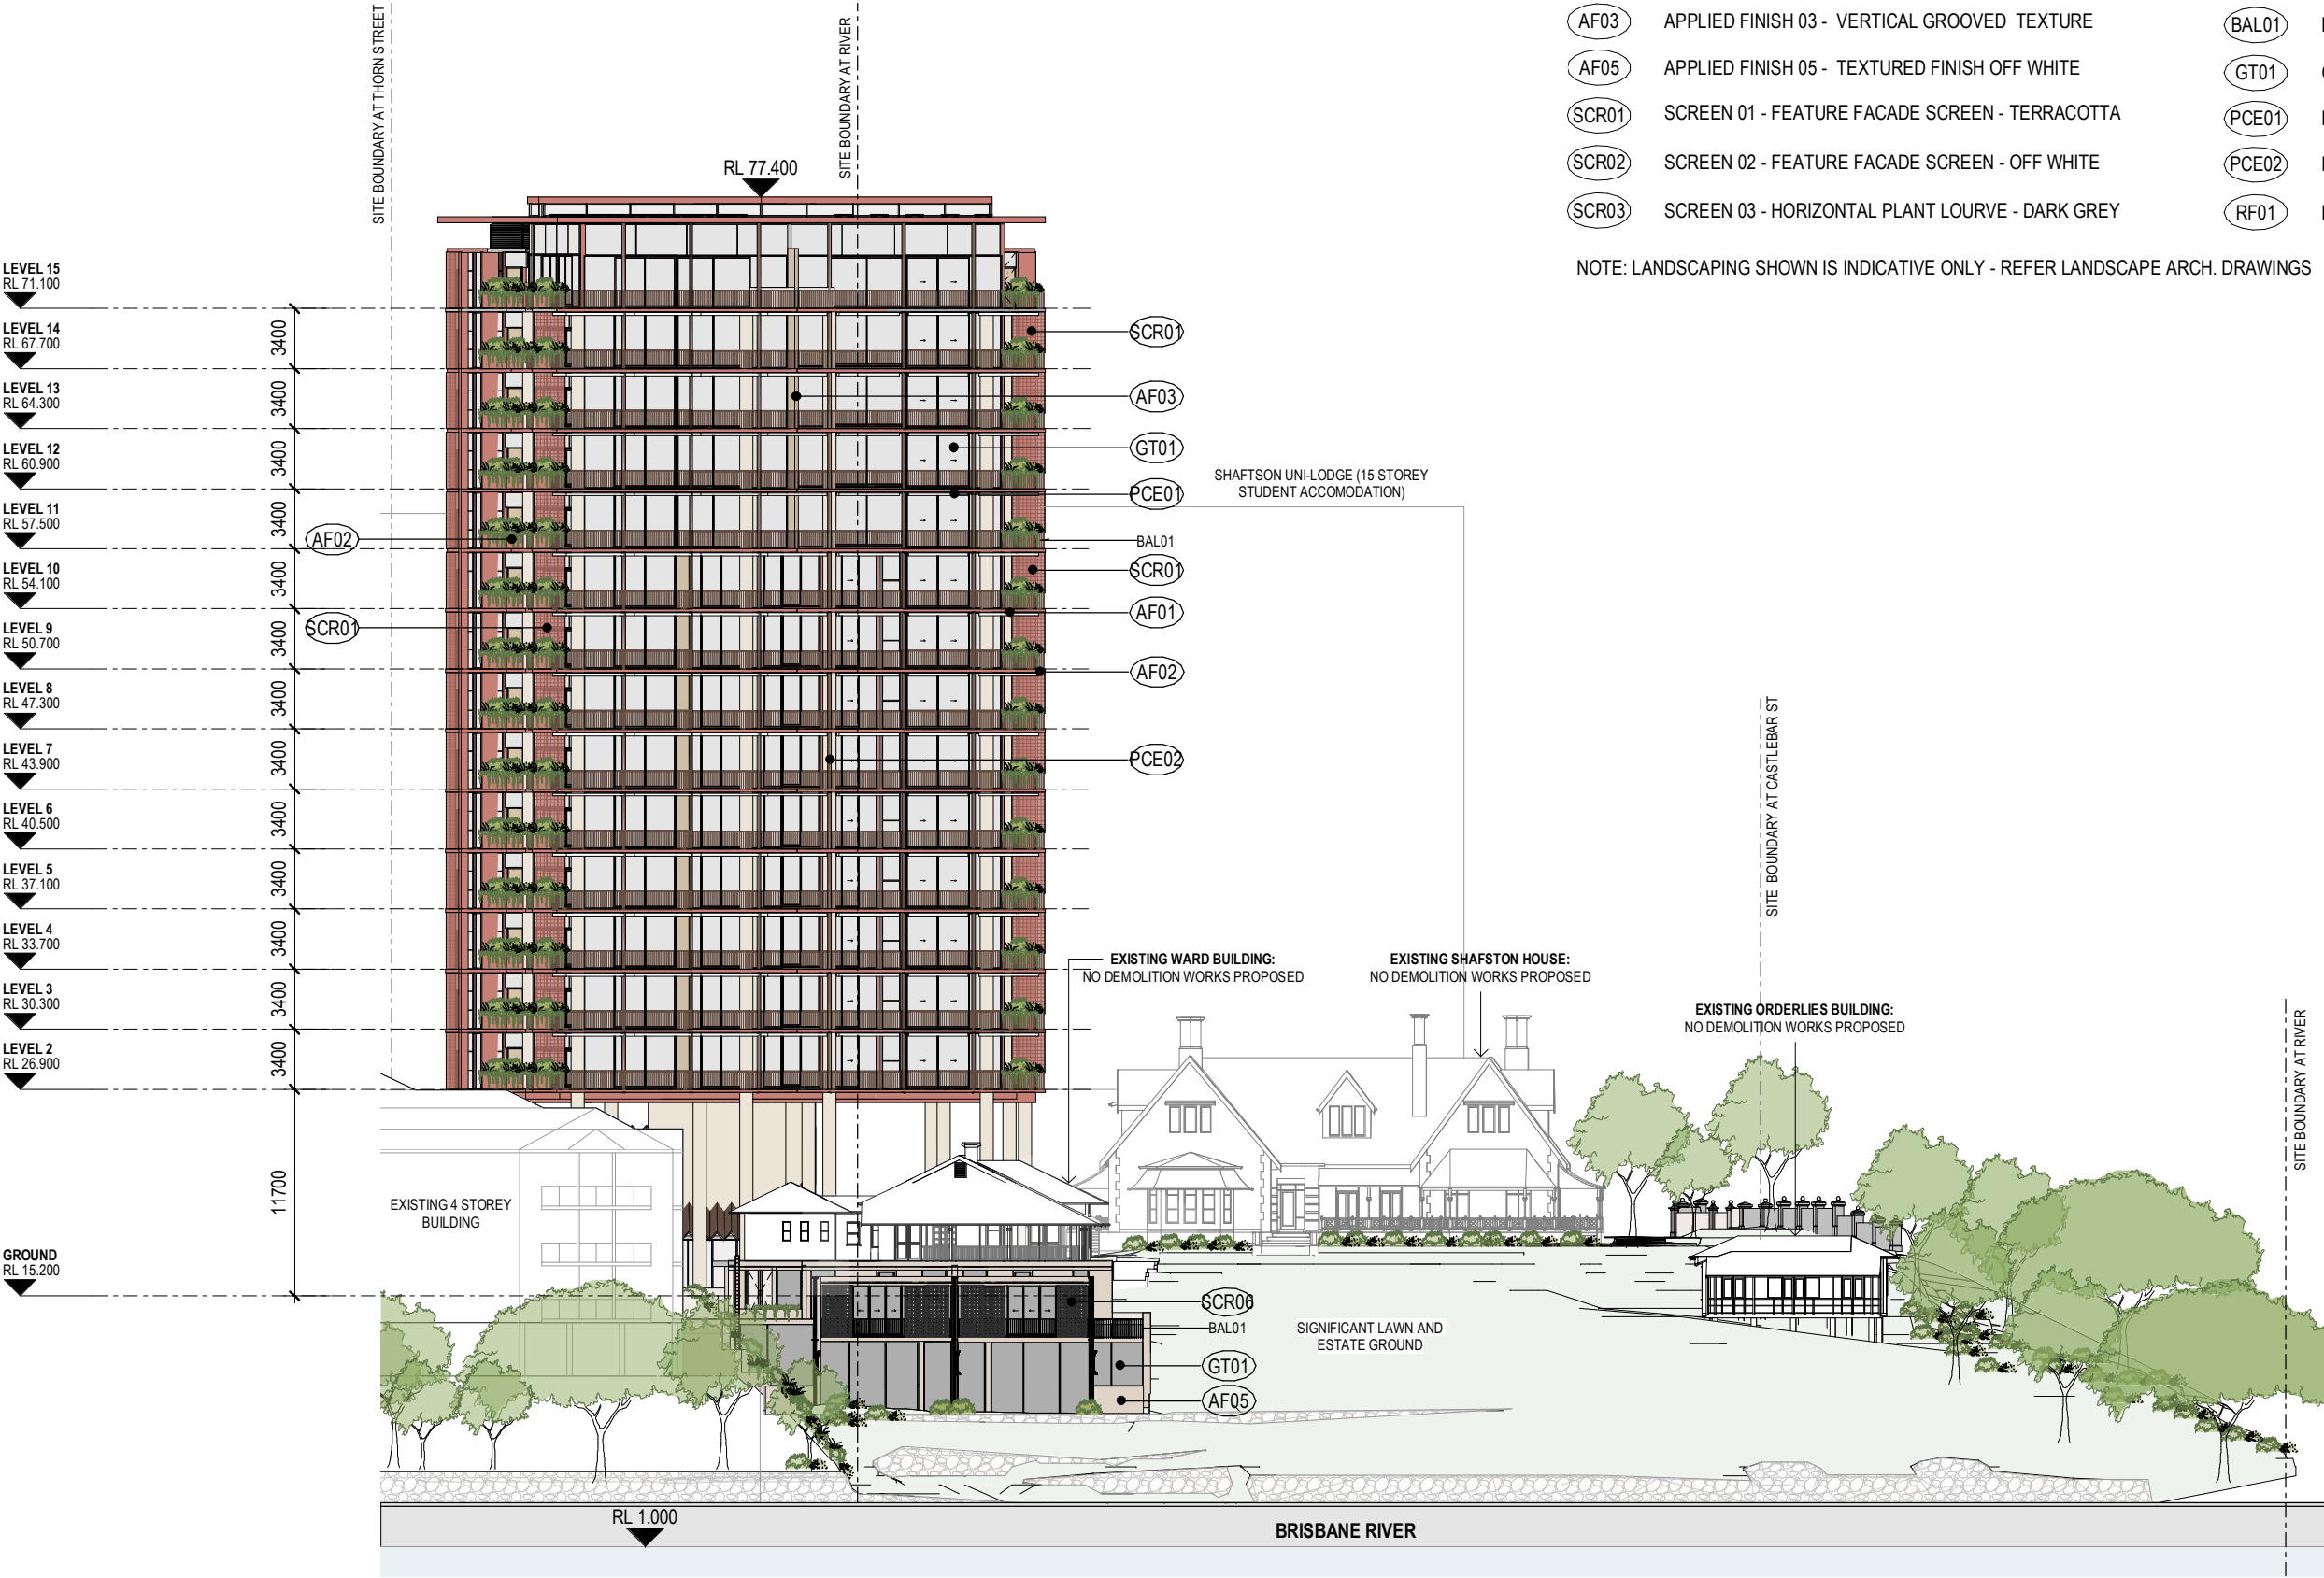 SITE BOUNDARY AT THORN STREET
SITE BOUNDARY AT RIVER
AF03 APPLIED FINISH 03 - VERTICAL GROOVED TEXTURE
AF05 APPLIED FINISH 05 - TEXTURED FINISH OFF WHITE
SCR01 SCREEN 01 - FEATURE FACADE SCREEN - TERRACOTTA
SCR02 SCREEN 02 - FEATURE FACADE SCREEN - OFF WHITE
SCR03 SCREEN 03 - HORIZONTAL PLANT LOURVE - DARK GREY
BAL01
GT01
PCE01
PCE02
RF01
NOTE: LANDSCAPING SHOWN IS INDICATIVE ONLY - REFER LANDSCAPE ARCH. DRAWINGS
RL 77.400
LEVEL 15
RL 71.100
3400
LEVEL 14
RL 67.700
3400
LEVEL 13
RL 64.300
3400
LEVEL 12
RL 60.900
3400
LEVEL 11
RL 57.500
3400
LEVEL 10
RL 54.100
3400
LEVEL 9
RL 50.700
3400
LEVEL 8
RL 47.300
3400
LEVEL 7
RL 43.900
3400
LEVEL 6
RL 40.500
3400
LEVEL 5
RL 37.100
3400
LEVEL 4
RL 33.700
3400
LEVEL 3
RL 30.300
3400
LEVEL 2
RL 26.900
11700
GROUND
RL 15.200
AF02
SCR01
SCR01
AF03
GT01
PCE01
BAL01
SCR01
AF01
AF02
PCE02
SHAFTSON UNI-LODGE (15 STOREY
STUDENT ACCOMODATION)
SITE BOUNDARY AT CASTLEBAR ST
EXISTING WARD BUILDING:
NO DEMOLITION WORKS PROPOSED
EXISTING SHAFSTON HOUSE:
NO DEMOLITION WORKS PROPOSED
EXISTING ORDERLIES BUILDING:
NO DEMOLITION WORKS PROPOSED
SITE BOUNDARY AT RIVER
EXISTING 4 STOREY
BUILDING
SCR06
BAL01
GT01
AF05
SIGNIFICANT LAWN AND
ESTATE GROUND
RL 1.000
BRISBANE RIVER